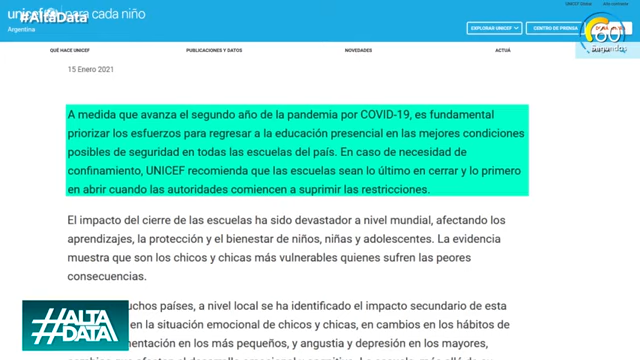 UNICEF Global
unicef para cada niño
#AltaData
Argentina
EXPLORAR UNICEF
CENTRO DE PRENSA
60
Segundos
QUÉ HACE UNICEF
PUBLICACIONES Y DATOS
NOVEDADES
ACTUÁ
15 Enero 2021
A medida que avanza el segundo año de la pandemia por COVID-19, es fundamental
priorizar los esfuerzos para regresar a la educación presencial en las mejores condiciones
posibles de seguridad en todas las escuelas del país. En caso de necesidad de
confinamiento, UNICEF recomienda que las escuelas sean lo último en cerrar y lo primero
en abrir cuando las autoridades comiencen a suprimir las restricciones.
El impacto del cierre de las escuelas ha sido devastador a nivel mundial, afectando los
aprendizajes, la protección y el bienestar de niños, niñas y adolescentes. La evidencia
muestra que son los chicos y chicas más vulnerables quienes sufren las peores
consecuencias.
uchos países, a nivel local se ha identificado el impacto secundario de esta
en la situación emocional de chicos y chicas, en cambios en los hábitos de
mentación en los más pequeños, y angustia y depresión en los mayores,
#ALTA
DATA